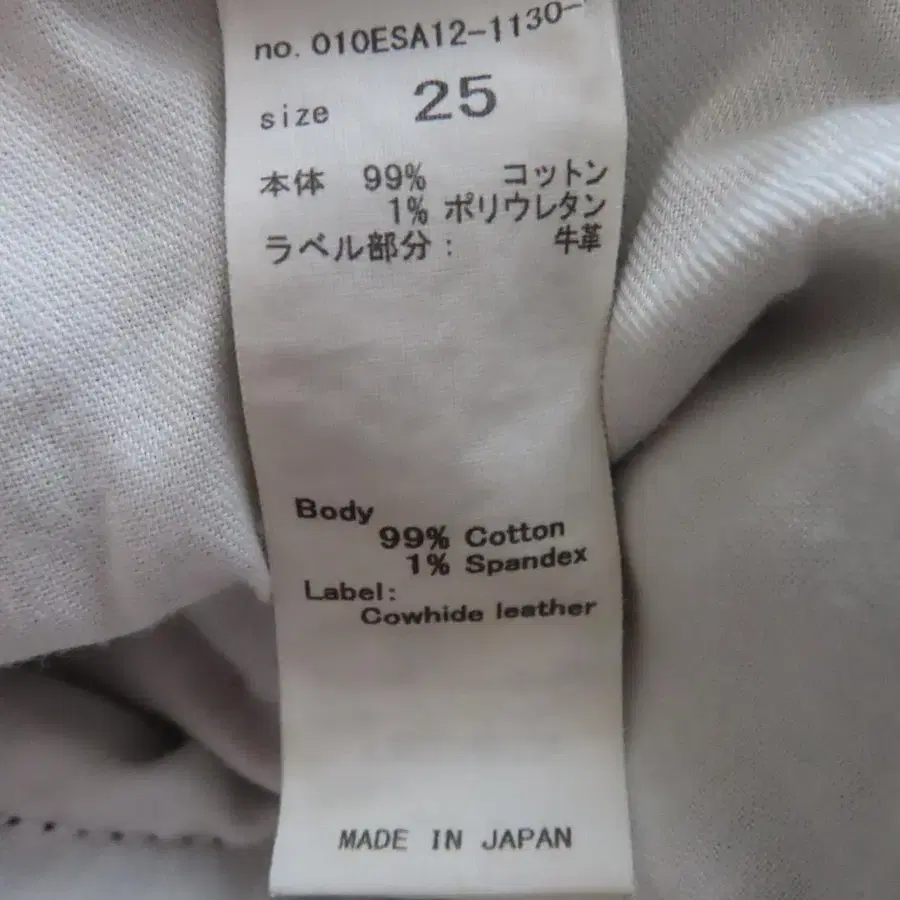 no. 010ESA12-1130-
size 25
本体 99% コットン
1% ポリウレタン
ラベル部分： 牛革
Body
99% Cotton
1% Spandex
Label:
Cowhide leather
MADE IN JAPAN